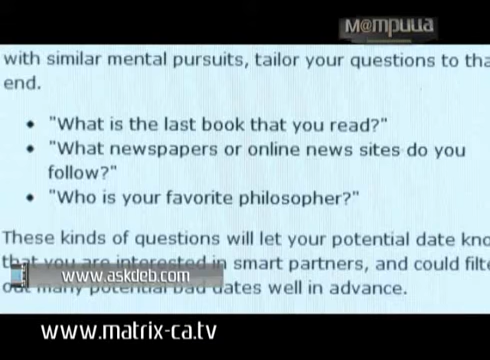 М@трица
with similar mental pursuits, tailor your questions to tha
end.
"What is the last book that you read?"
"What newspapers or online news sites do you
follow?"
"Who is your favorite philosopher?"
These kinds of questions will let your potential date kno
that you are interested in smart partners, and could filte
out many potential bad dates well in advance.
www.askdeb.com
www.matrix-ca.tv